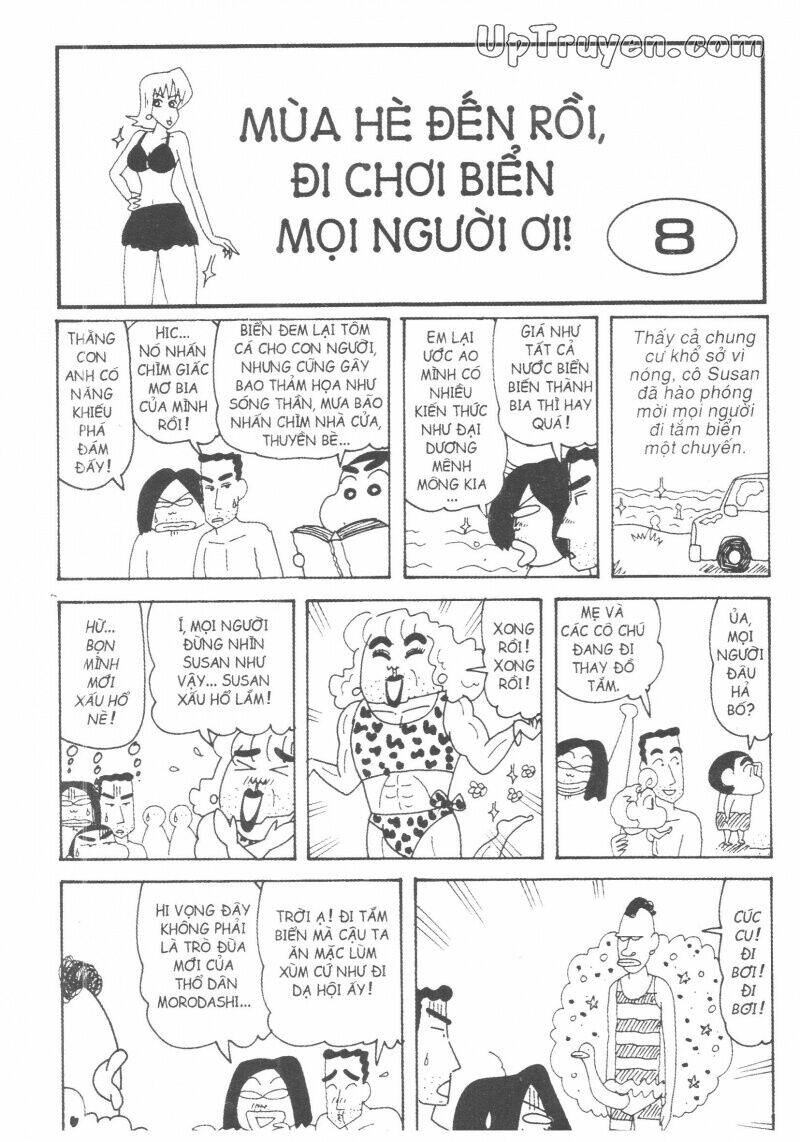 UpTruyen.com
MÙA HÈ ĐẾN RỒI,
ĐI CHƠI BIỂN
MỌI NGƯỜI ƠI!
8
Thấy cả chung
cư khổ sở vì
nóng, cô Susan
đã hào phóng
mời mọi người
đi tắm biển
một chuyến.
GIÁ NHƯ
TẤT CẢ
NƯỚC BIỂN
BIẾN THÀNH
BIA THÌ HAY
QUÁ!
EM LẠI
ƯỚC AO
MÌNH CÓ
NHIỀU
KIẾN THỨC
NHƯ ĐẠI
DƯƠNG
MÊNH
MÔNG KIA
...
BIỂN ĐEM LẠI TÔM
CÁ CHO CON NGƯỜI,
NHƯNG CŨNG GÂY
BAO THẢM HỌA NHƯ
SÓNG THẦN, MƯA BÃO
NHẤN CHÌM NHÀ CỬA,
THUYỀN BÈ...
HIC...
NÓ NHẤN
CHÌM GIẤC
MƠ BIA
CỦA MÌNH
RỒI!
THẰNG
CON
ANH CÓ
NĂNG
KHIẾU
PHÁ
ĐÁM
ĐẤY!
ỦA,
MỌI
NGƯỜI
ĐÂU
HẢ
BỐ?
MẸ VÀ
CÁC CÔ CHÚ
ĐANG ĐI
THAY ĐỒ
TẮM.
XONG
RỒI!
XONG
RỒI!
Í, MỌI NGƯỜI
ĐỪNG NHÌN
SUSAN NHƯ
VẬY... SUSAN
XẤU HỔ LẮM!
HỪ...
BỌN
MÌNH
MỚI
XẤU HỔ
NÈ!
CÚC
CU!
ĐI
BƠI!
ĐI
BƠI!
TRỜI Ạ! ĐI TẮM
BIỂN MÀ CẬU TA
ĂN MẶC LÙM
XÙM CỨ NHƯ ĐI
DẠ HỘI ẤY!
HI VỌNG ĐÂY
KHÔNG PHẢI
LÀ TRÒ ĐÙA
MỚI CỦA
THỔ DÂN
MORODASHI...